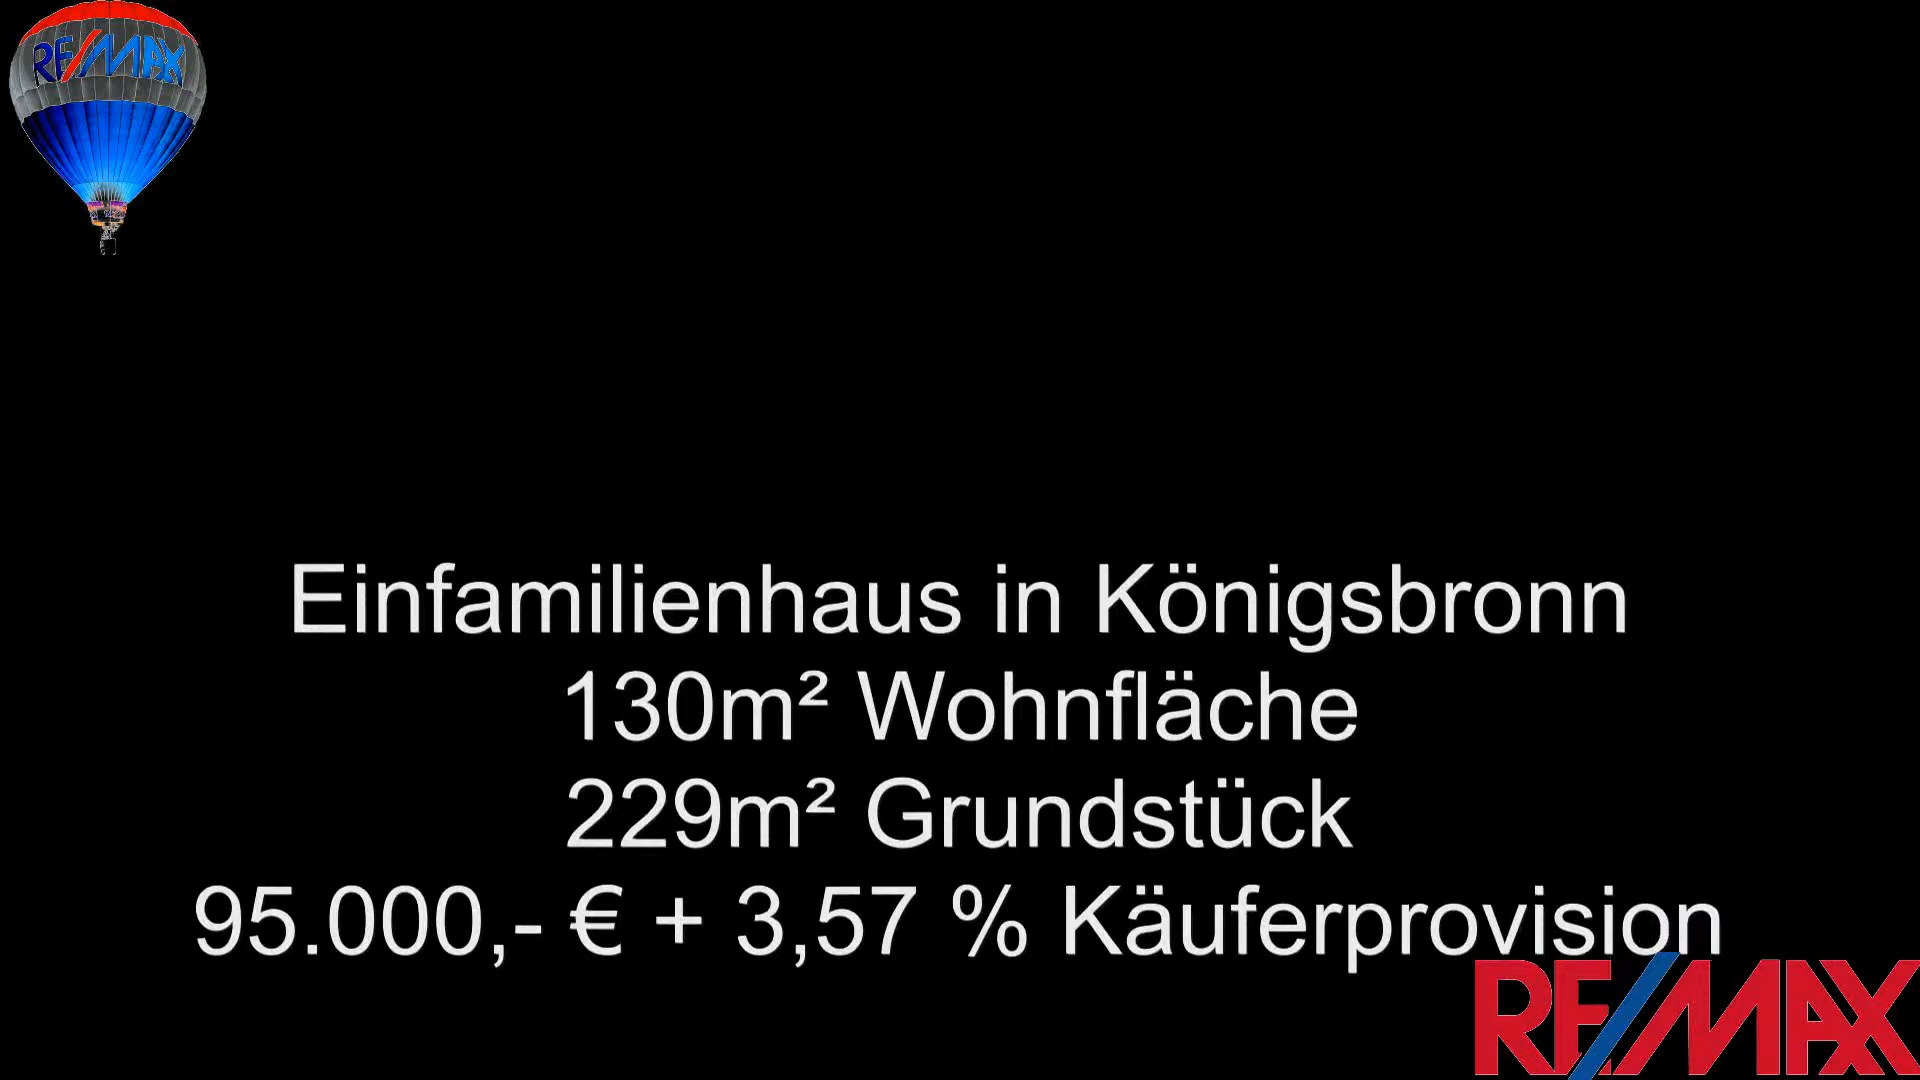 RE/MAX
Einfamilienhaus in Königsbronn
130m² Wohnfläche
229m² Grundstück
95.000,- € + 3,57 % Käuferprovision
RE/MAX